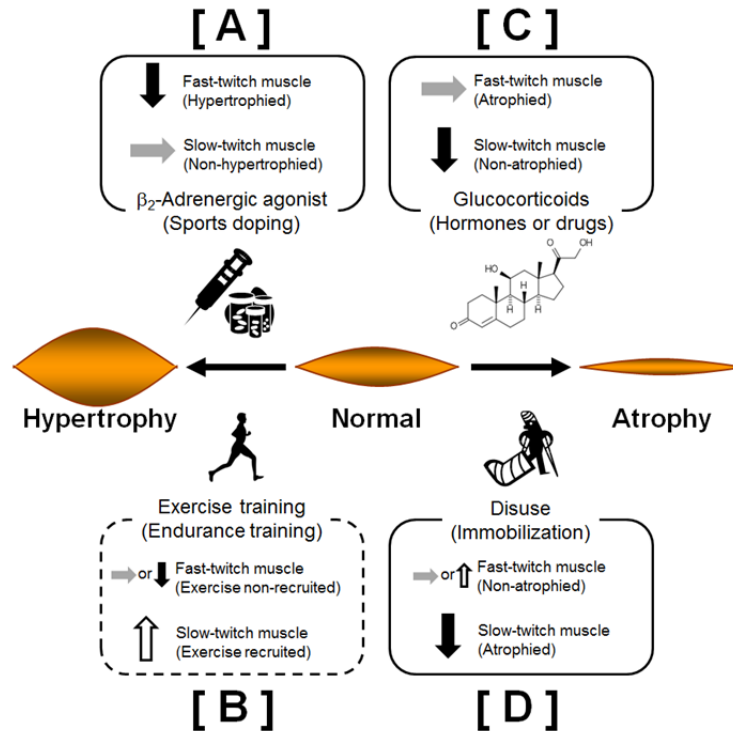 [ A ]
Fast-twitch muscle
(Hypertrophied)
Slow-twitch muscle
(Non-hypertrophied)
β₂-Adrenergic agonist
(Sports doping)
[ C ]
Fast-twitch muscle
(Atrophied)
Slow-twitch muscle
(Non-atrophied)
Glucocorticoids
(Hormones or drugs)
O
OH
HO
H
H
H
O
Hypertrophy
Normal
Atrophy
Exercise training
(Endurance training)
or
Fast-twitch muscle
(Exercise non-recruited)
Slow-twitch muscle
(Exercise recruited)
[ B ]
Disuse
(Immobilization)
or
Fast-twitch muscle
(Non-atrophied)
Slow-twitch muscle
(Atrophied)
[ D ]